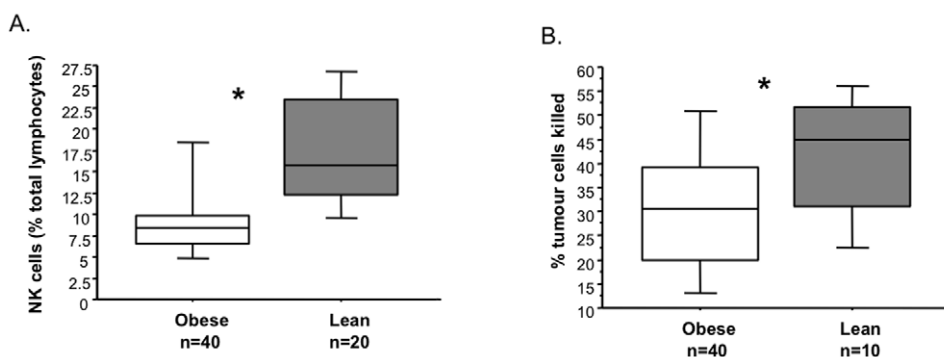 A.
NK cells (% total lymphocytes)
27.5
25
22.5
20
17.5
15
12.5
10
7.5
5
2.5
0
*
Obese
n=40
Lean
n=20
B.
% tumour cells killed
60
55
50
45
40
35
30
25
20
15
10
*
Obese
n=40
Lean
n=10